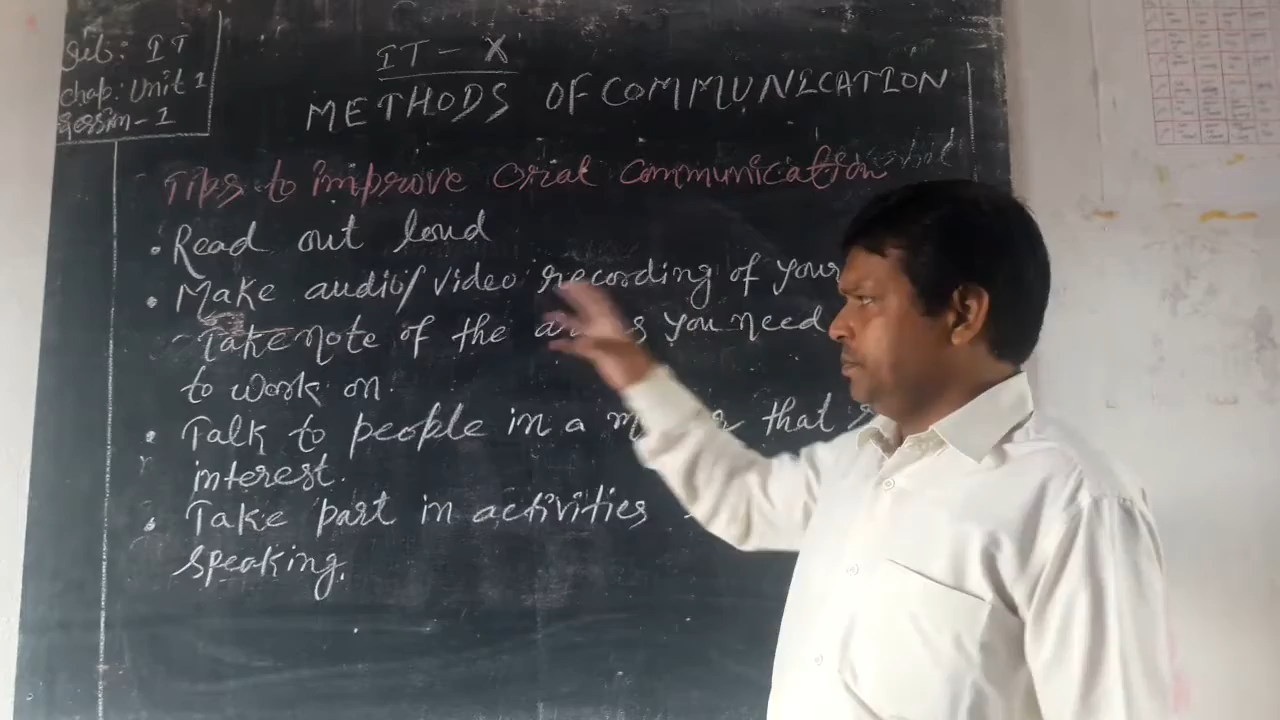 Sub: IT
Chap: Unit 1
Session - 1
IT - X
METHODS OF COMMUNICATION
Tips to improve oral communication
• Read out loud
• Make audio/video recording of your
- Take note of the you need
to work on.
• Talk to people in a that
interest.
• Take part in activities
speaking.